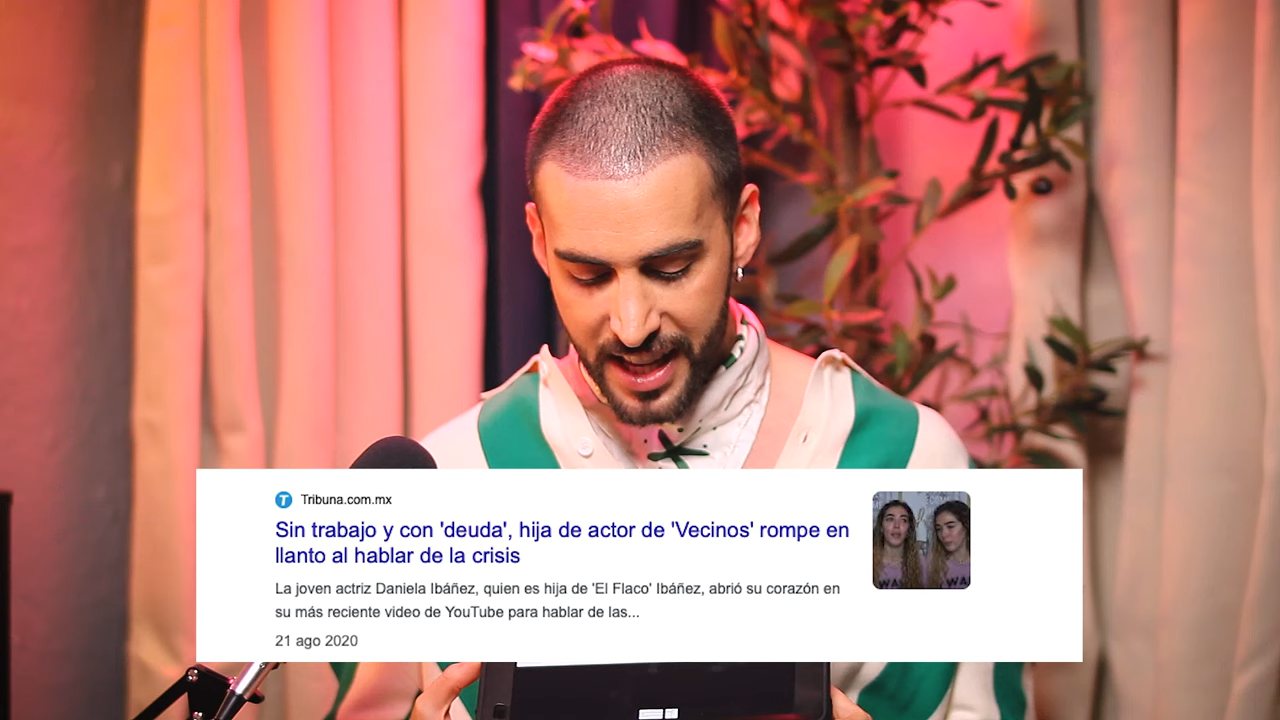 Tribuna.com.mx
Sin trabajo y con 'deuda', hija de actor de 'Vecinos' rompe en
llanto al hablar de la crisis
La joven actriz Daniela Ibáñez, quien es hija de 'El Flaco' Ibáñez, abrió su corazón en
su más reciente video de YouTube para hablar de las...
21 ago 2020